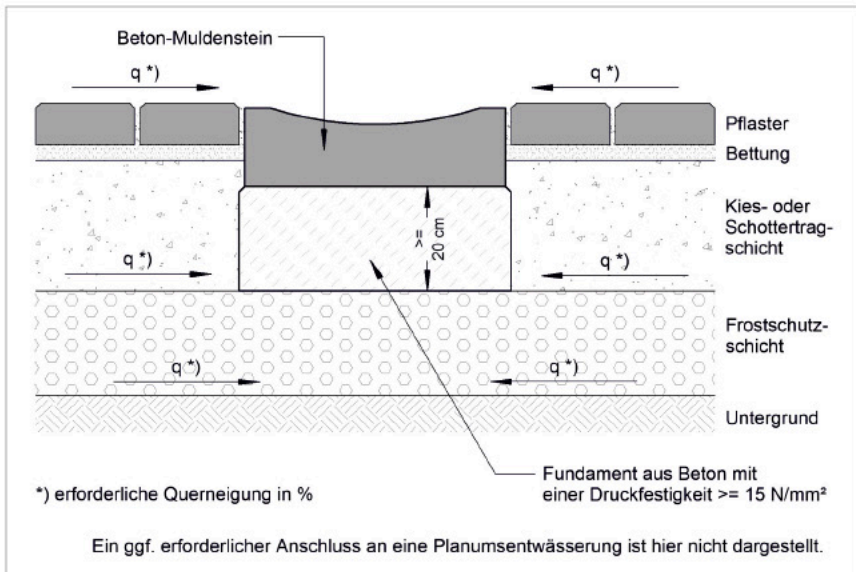 Beton-Muldenstein
q *)
q *)
Pflaster
Bettung
Kies- oder
Schottertrag-
schicht
>=
20 cm
q *)
q *)
Frostschutz-
schicht
q *)
q *)
Untergrund
Fundament aus Beton mit
einer Druckfestigkeit >= 15 N/mm²
*) erforderliche Querneigung in %
Ein ggf. erforderlicher Anschluss an eine Planumsentwässerung ist hier nicht dargestellt.